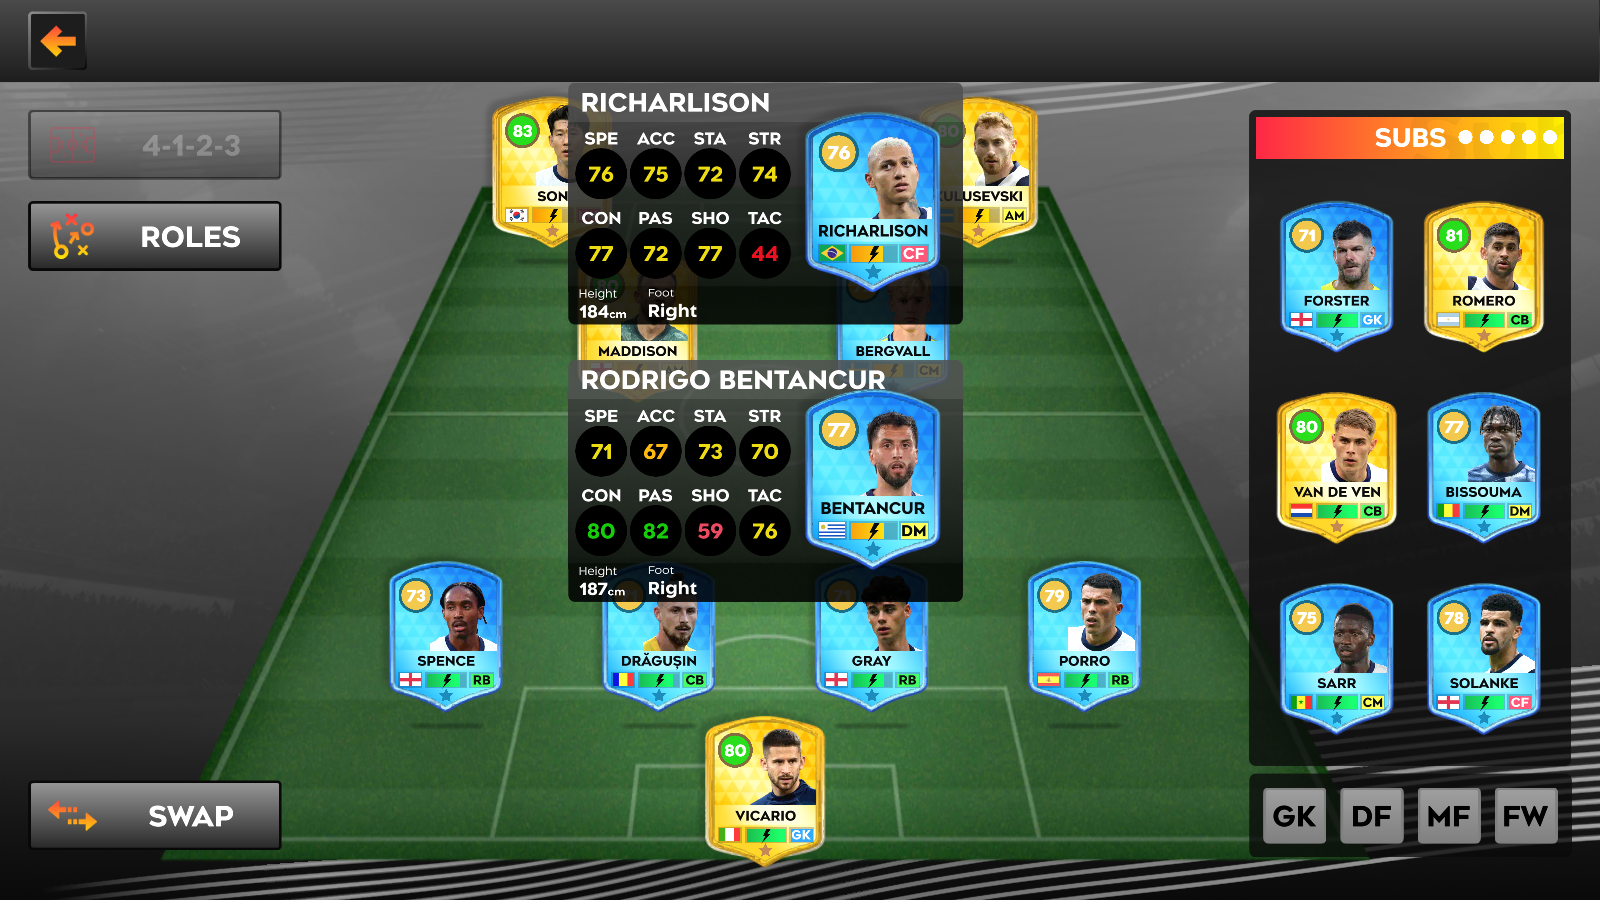 4-1-2-3
ROLES
SWAP
83
SON
80
KULUSEVSKI
AM
RICHARLISON
SPE ACC STA STR
76 75 72 74
CON PAS SHO TAC
77 72 77 44
Height Foot
184cm Right
76
RICHARLISON
CF
MADDISON
BERGVALL
CM
RODRIGO BENTANCUR
SPE ACC STA STR
71 67 73 70
CON PAS SHO TAC
80 82 59 76
Height Foot
187cm Right
77
BENTANCUR
DM
73
SPENCE
RB
DRĂGUȘIN
CB
GRAY
RB
79
PORRO
RB
80
VICARIO
GK
SUBS
71
FORSTER
GK
81
ROMERO
CB
80
VAN DE VEN
CB
77
BISSOUMA
DM
75
SARR
CM
78
SOLANKE
CF
GK DF MF FW